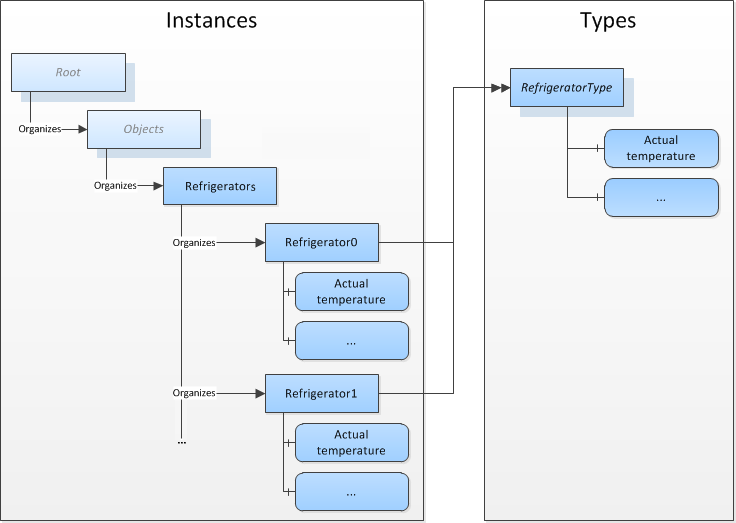 Instances
Root
Organizes
Objects
Organizes
Refrigerators
Organizes
Refrigerator0
Actual
temperature
...
Organizes
Refrigerator1
...
Actual
temperature
...
Types
RefrigeratorType
Actual
temperature
...